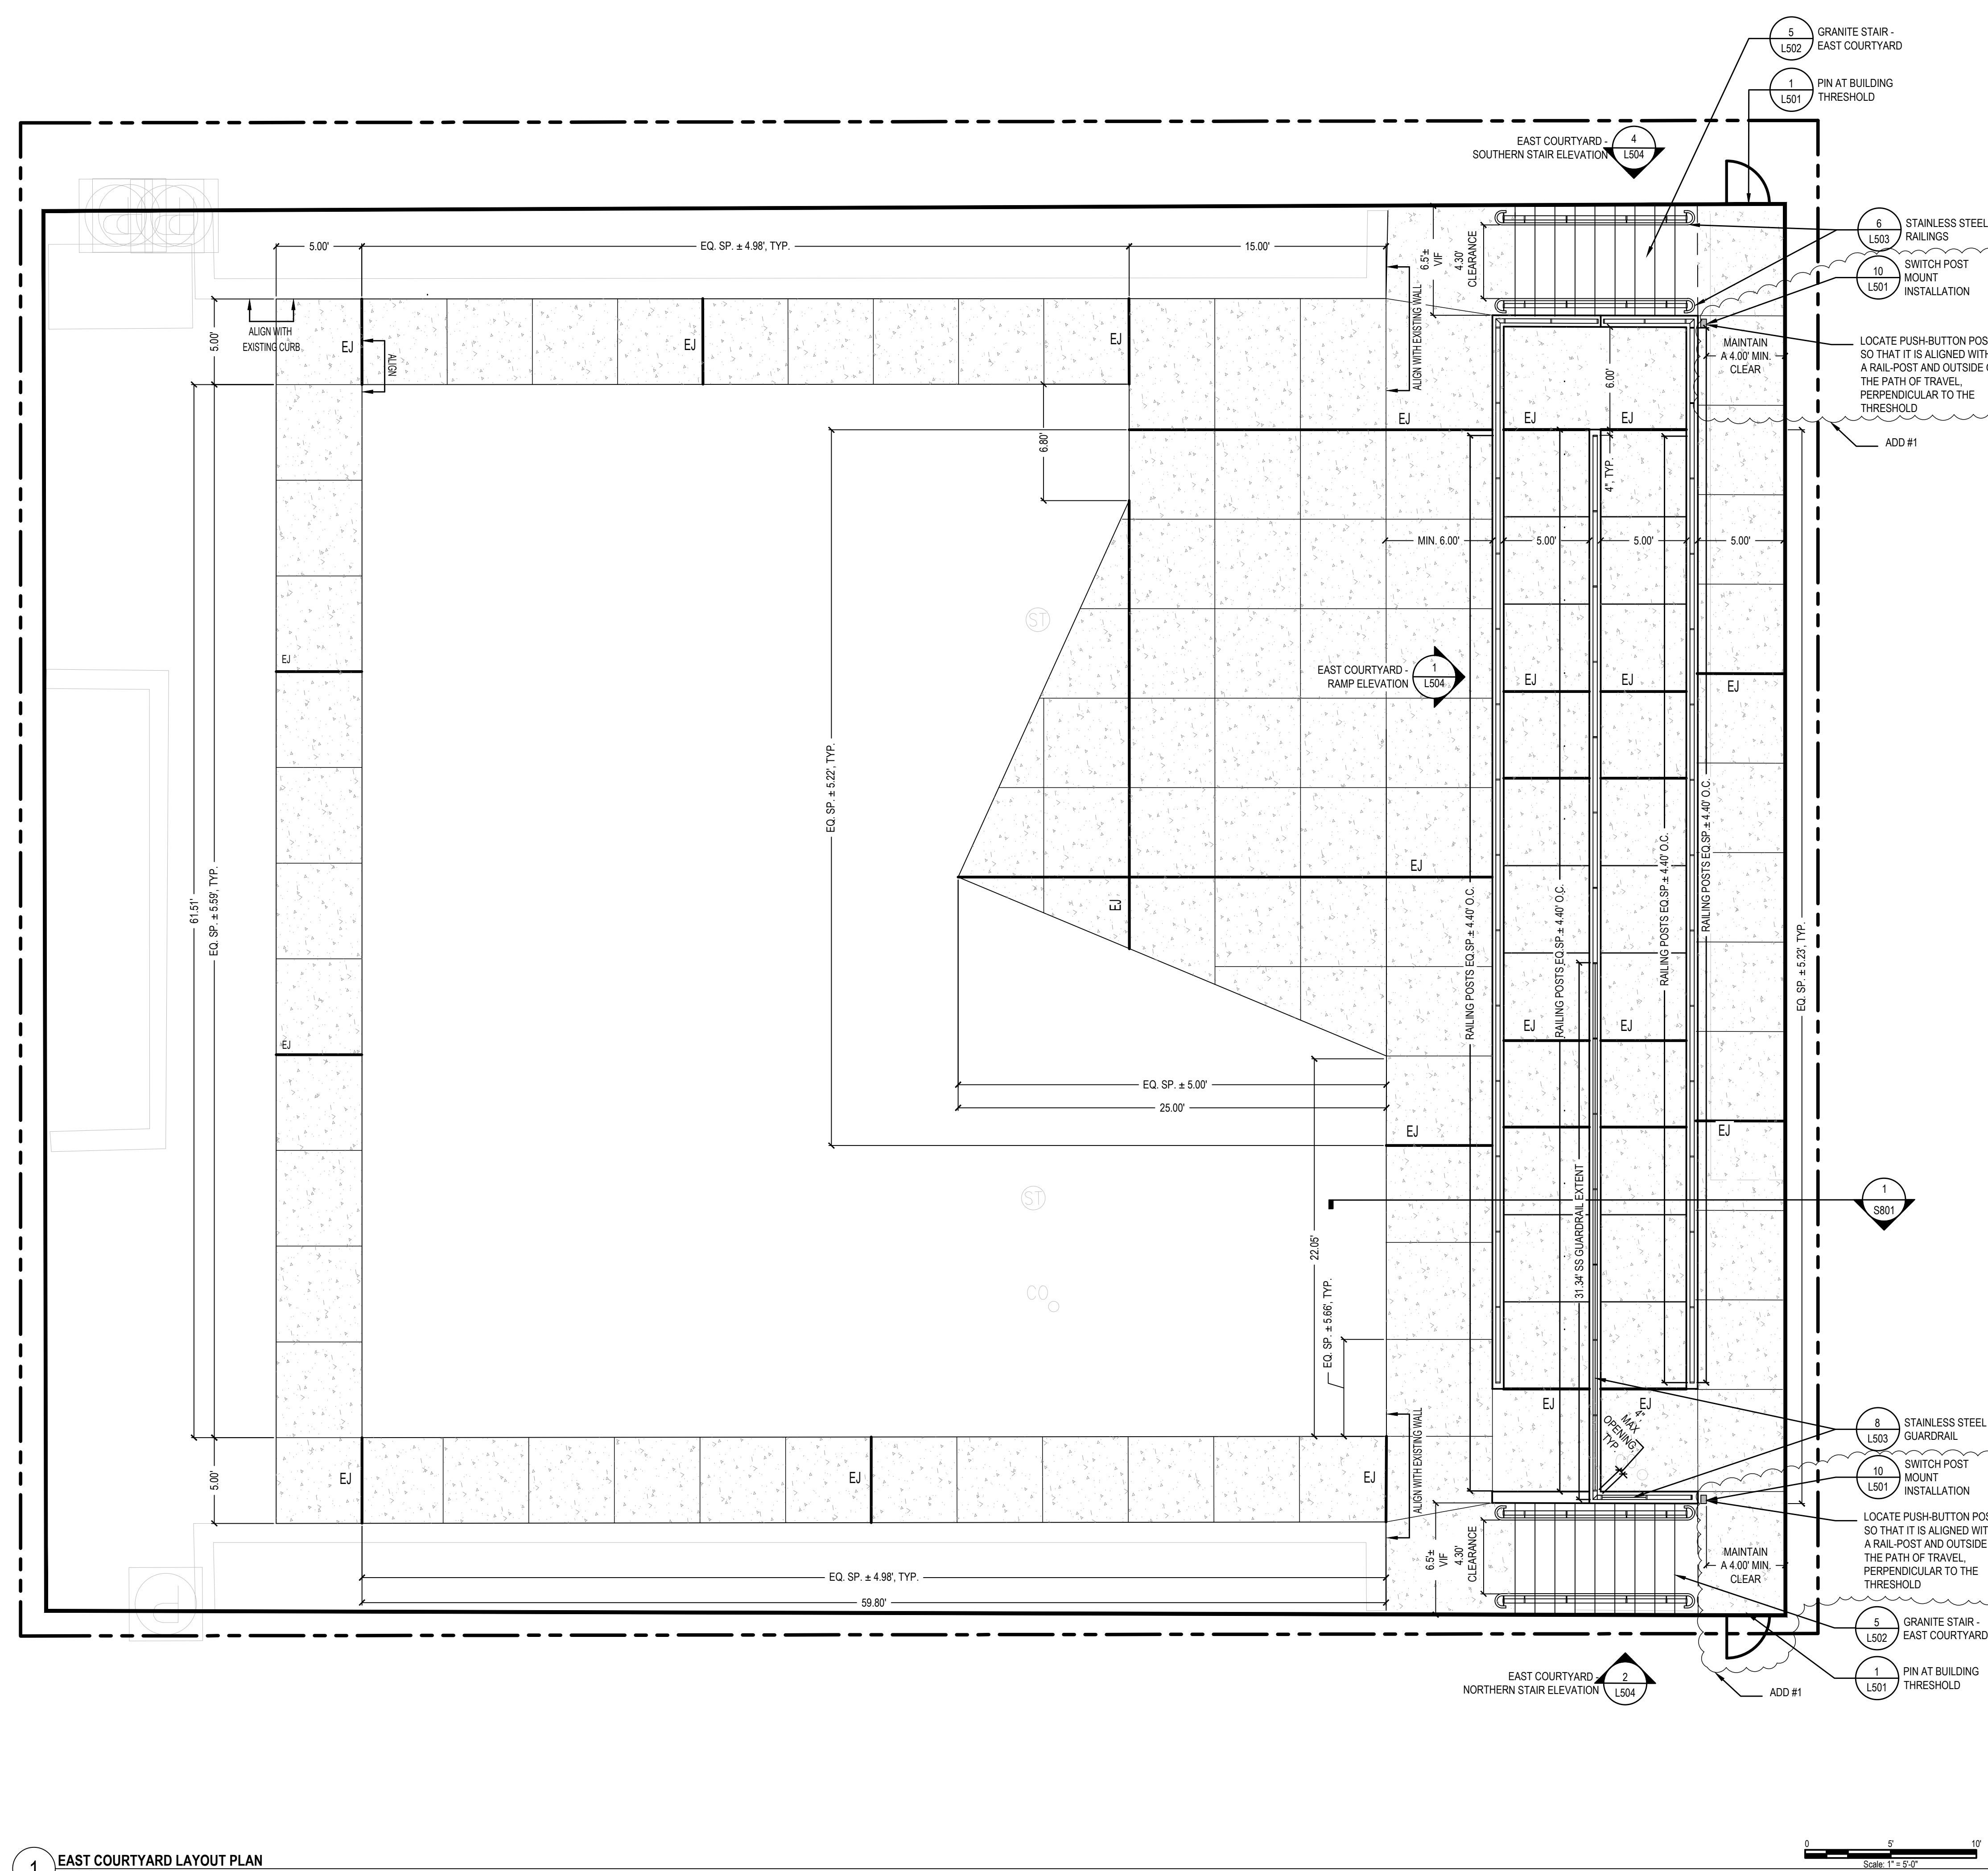 5
L502
GRANITE STAIR -
EAST COURTYARD
1
L501
PIN AT BUILDING
THRESHOLD
EAST COURTYARD -
SOUTHERN STAIR ELEVATION
4
L504
6
L503
STAINLESS STEEL
RAILINGS
10
L501
SWITCH POST
MOUNT
INSTALLATION
LOCATE PUSH-BUTTON POS
SO THAT IT IS ALIGNED WITH
A RAIL-POST AND OUTSIDE
THE PATH OF TRAVEL,
PERPENDICULAR TO THE
THRESHOLD
ADD #1
5.00'
EQ. SP. ± 4.98', TYP.
15.00'
6.5'±
VIF
4.30'
CLEARANCE
ALIGN WITH EXISTING WALL
MAINTAIN
A 4.00' MIN.
CLEAR
5.00'
ALIGN WITH
EXISTING CURB
EJ
ALIGN
EJ
EJ
6.00'
EJ
EJ
EJ
6.80'
4", TYP.
MIN. 6.00'
5.00'
5.00'
5.00'
ST
EJ
EAST COURTYARD -
RAMP ELEVATION
1
L504
EJ
EJ
EJ
EQ. SP. ± 5.22', TYP.
RAILING POSTS EQ.SP.± 4.40' O.C.
RAILING POSTS EQ.SP.± 4.40' O.C.
RAILING POSTS EQ.SP.± 4.40' O.C.
RAILING POSTS EQ.SP.± 4.40' O.C.
61.51'
EQ. SP. ± 5.59', TYP.
EJ
EJ
EQ. SP. ± 5.23', TYP.
EJ
EJ
EJ
EQ. SP. ± 5.00'
25.00'
EJ
EJ
31.34' SS GUARDRAIL EXTENT
ST
1
S801
22.05'
CO
EQ. SP. ± 5.66', TYP.
EJ
EJ
4"
MAX
OPENING,
TYP.
8
L503
STAINLESS STEEL
GUARDRAIL
10
L501
SWITCH POST
MOUNT
INSTALLATION
LOCATE PUSH-BUTTON POS
SO THAT IT IS ALIGNED WIT
A RAIL-POST AND OUTSIDE
THE PATH OF TRAVEL,
PERPENDICULAR TO THE
THRESHOLD
5.00'
EJ
EJ
EJ
ALIGN WITH EXISTING WALL
6.5'±
VIF
4.30'
CLEARANCE
MAINTAIN
A 4.00' MIN.
CLEAR
EQ. SP. ± 4.98', TYP.
59.80'
5
L502
GRANITE STAIR -
EAST COURTYARD
1
L501
PIN AT BUILDING
THRESHOLD
EAST COURTYARD -
NORTHERN STAIR ELEVATION
2
L504
ADD #1
1
EAST COURTYARD LAYOUT PLAN
0
5'
10'
Scale: 1" = 5'-0"